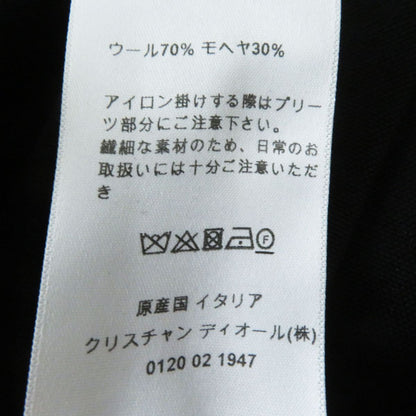 ウール70% モヘヤ30%
アイロン掛けする際はプリー
ツ部分にご注意下さい。
繊細な素材のため、日常のお
取扱いには十分ご注意いただ
き
F
原産国 イタリア
クリスチャン ディオール(株)
0120 02 1947